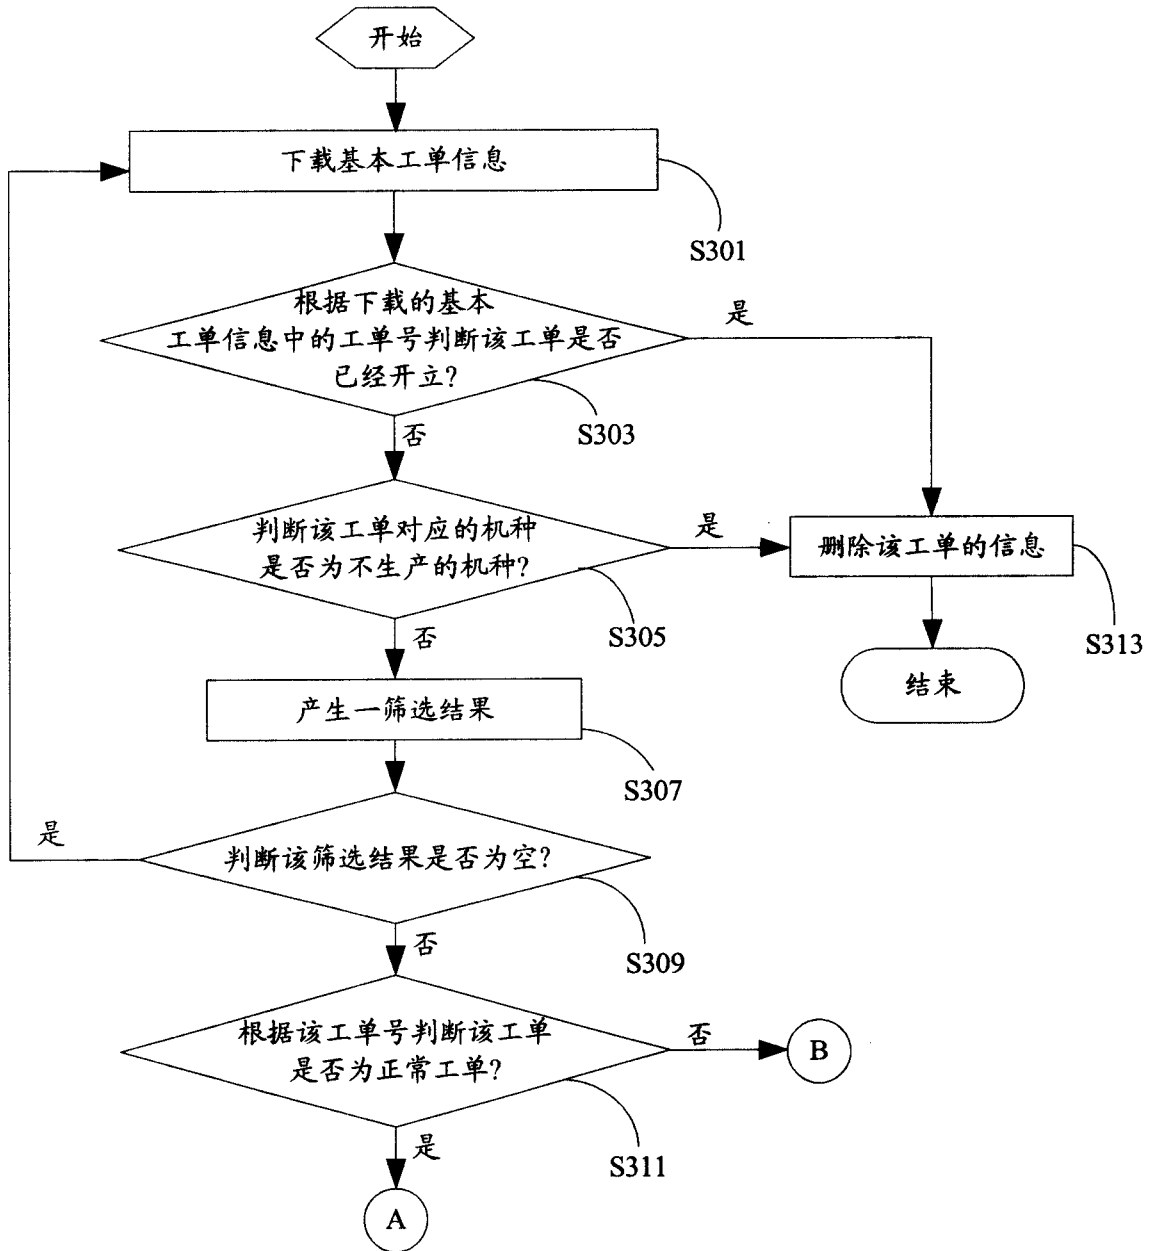 开始
下载基本工单信息
S301
根据下载的基本
工单信息中的工单号判断该工单是否
已经开立?
是
S303
否
判断该工单对应的机种
是否为不生产的机种?
是
删除该工单的信息
S305
S313
否
结束
产生一筛选结果
S307
是
判断该筛选结果是否为空?
S309
否
根据该工单号判断该工单
是否为正常工单?
否
B
S311
是
A